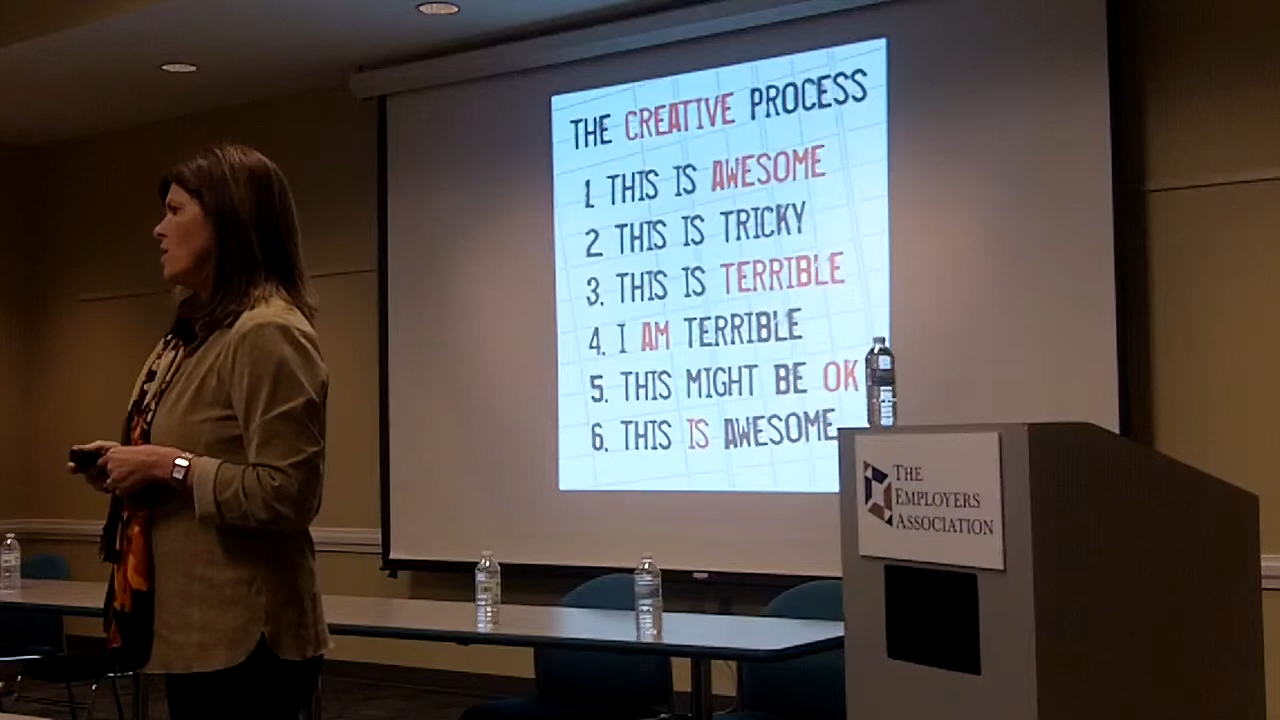 THE CREATIVE PROCESS
1. THIS IS AWESOME
2. THIS IS TRICKY
3. THIS IS TERRIBLE
4. I AM TERRIBLE
5. THIS MIGHT BE OK
6. THIS IS AWESOME
THE
EMPLOYERS
ASSOCIATION